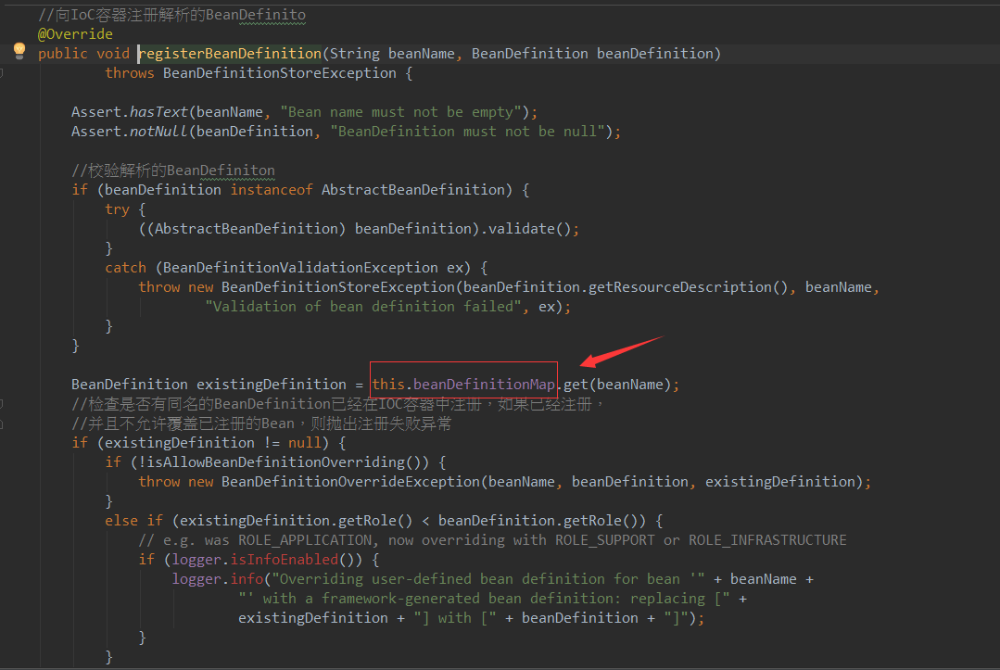 //向IoC容器注册解析的BeanDefinito
@Override
public void registerBeanDefinition(String beanName, BeanDefinition beanDefinition)
throws BeanDefinitionStoreException {
Assert.hasText(beanName, "Bean name must not be empty");
Assert.notNull(beanDefinition, "BeanDefinition must not be null");
//校验解析的BeanDefiniton
if (beanDefinition instanceof AbstractBeanDefinition) {
try {
((AbstractBeanDefinition) beanDefinition).validate();
}
catch (BeanDefinitionValidationException ex) {
throw new BeanDefinitionStoreException(beanDefinition.getResourceDescription(), beanName,
"Validation of bean definition failed", ex);
}
}
BeanDefinition existingDefinition = this.beanDefinitionMap.get(beanName);
//检查是否有同名的BeanDefinition已经在IOC容器中注册，如果已经注册，
//并且不允许覆盖已注册的Bean，则抛出注册失败异常
if (existingDefinition != null) {
if (!isAllowBeanDefinitionOverriding()) {
throw new BeanDefinitionOverrideException(beanName, beanDefinition, existingDefinition);
}
else if (existingDefinition.getRole() < beanDefinition.getRole()) {
// e.g. was ROLE_APPLICATION, now overriding with ROLE_SUPPORT or ROLE_INFRASTRUCTURE
if (logger.isInfoEnabled()) {
logger.info("Overriding user-defined bean definition for bean '" + beanName +
"' with a framework-generated bean definition: replacing [" +
existingDefinition + "] with [" + beanDefinition + "]");
}
}